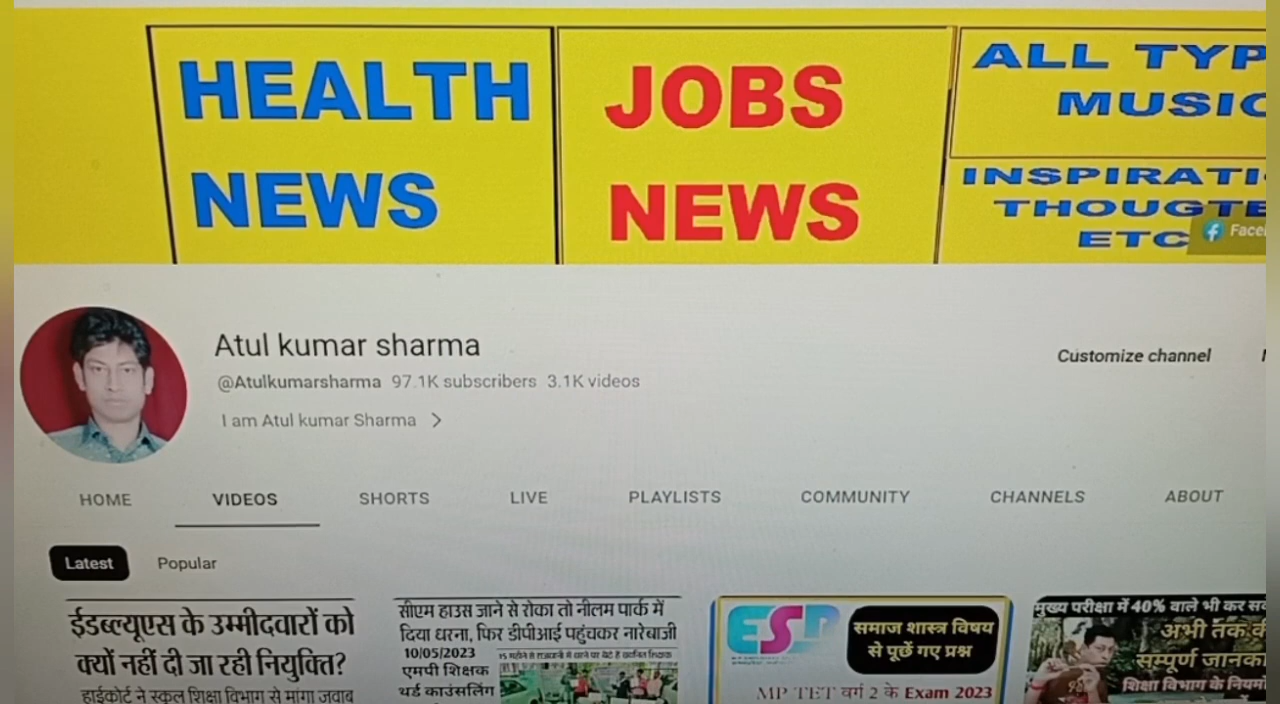 HEALTH
NEWS
JOBS
NEWS
ALL TYP
MUSIC
INSPIRATI
THOUGTE
ETC
Face
Atul kumar sharma
@Atulkumarsharma 97.1K subscribers 3.1K videos
I am Atul kumar Sharma >
Customize channel
HOME VIDEOS SHORTS LIVE PLAYLISTS COMMUNITY CHANNELS ABOUT
Latest Popular
ईडब्ल्यूएस के उम्मीदवारों को
क्यों नहीं दी जा रही नियुक्ति?
हाईकोर्ट ने स्कूल शिक्षा विभाग से मांगा जवाब
सीएम हाउस जाने से रोका तो नीलम पार्क में
दिया धरना, फिर डीपीआई पहुंचकर नारेबाजी
10/05/2023
एमपी शिक्षक
थर्ड काउंसलिंग
ESP
समाज शास्त्र विषय
से पूछें गए प्रश्न
MP TET वर्ग 2 के Exam 2023
मुख्य परीक्षा में 40% वाले भी कर सक
अभी तक की
सम्पूर्ण जानका
शिक्षा विभाग के नियमो